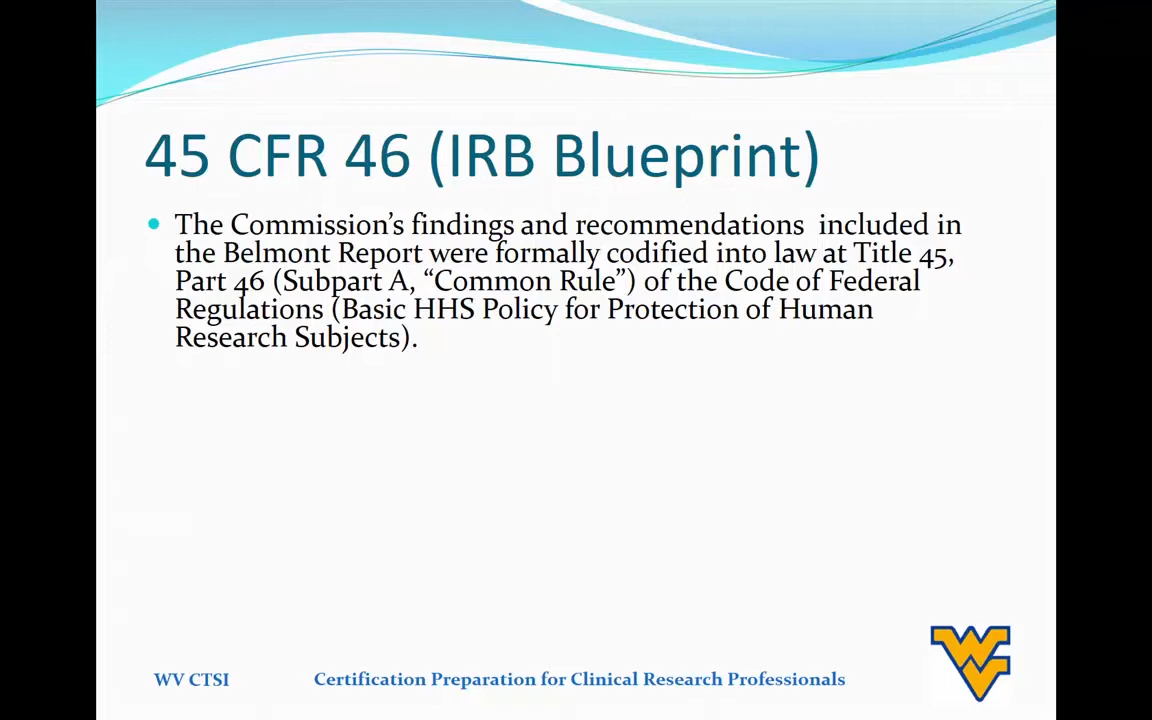 45 CFR 46 (IRB Blueprint)
The Commission’s findings and recommendations  included in
the Belmont Report were formally codified into law at Title 45,
Part 46 (Subpart A, “Common Rule”) of the Code of Federal
Regulations (Basic HHS Policy for Protection of Human
Research Subjects).
WV CTSI
Certification Preparation for Clinical Research Professionals
WV